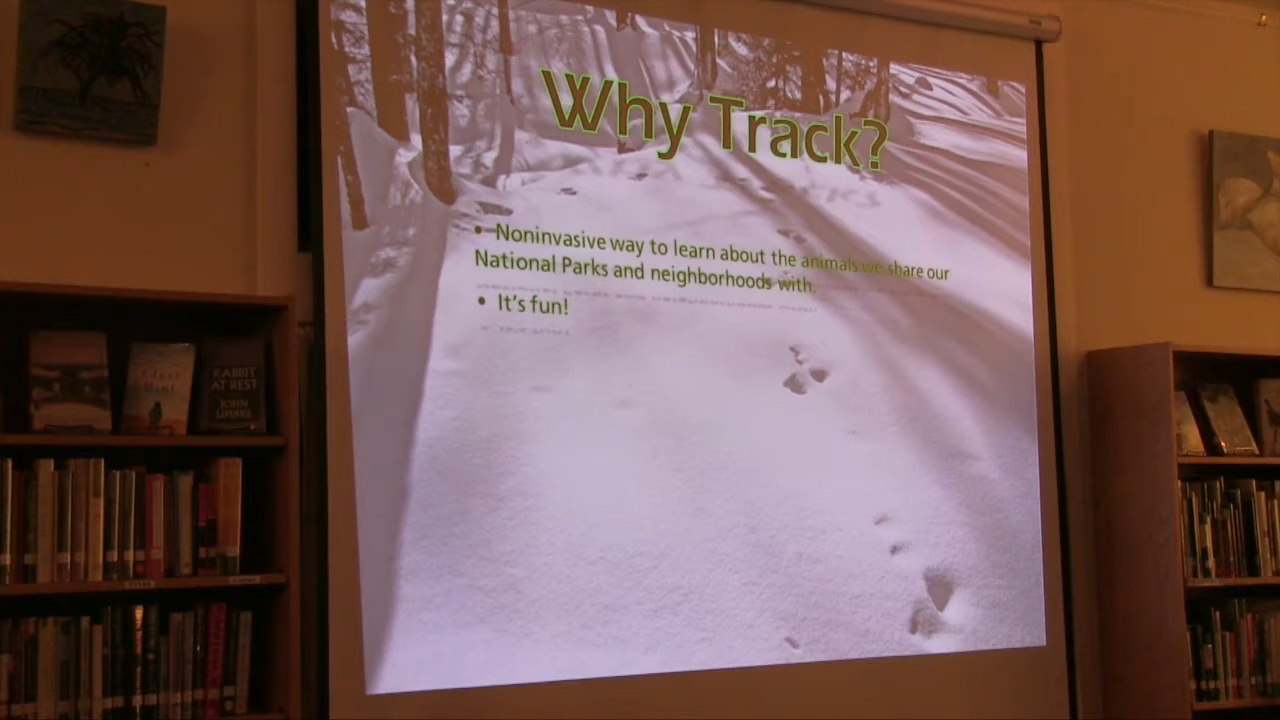 Why Track?
• Noninvasive way to learn about the animals we share our
National Parks and neighborhoods with.
• It's fun!
RABBIT
AT REST
JOHN
UPDIKE